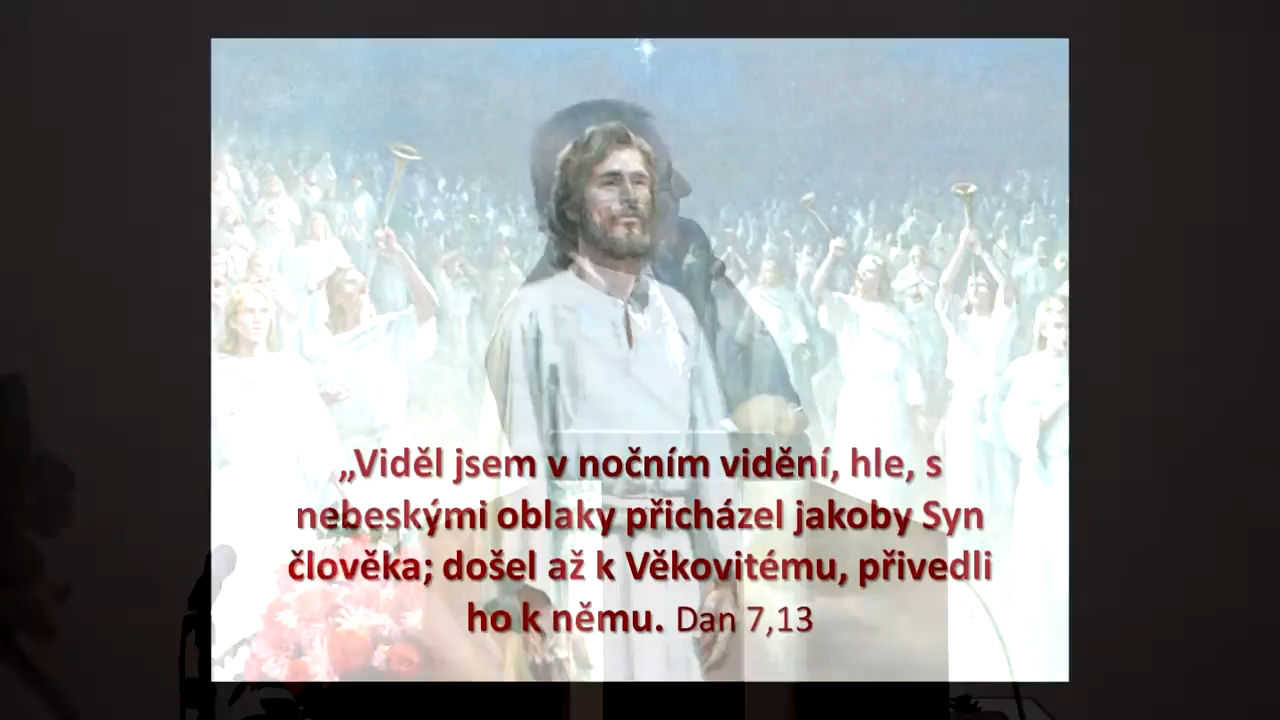 „Viděl jsem v nočním vidění, hle, s
nebeskými oblaky přicházel jakoby Syn
člověka; došel až k Věkovitému, přivedli
ho k němu. Dan 7,13